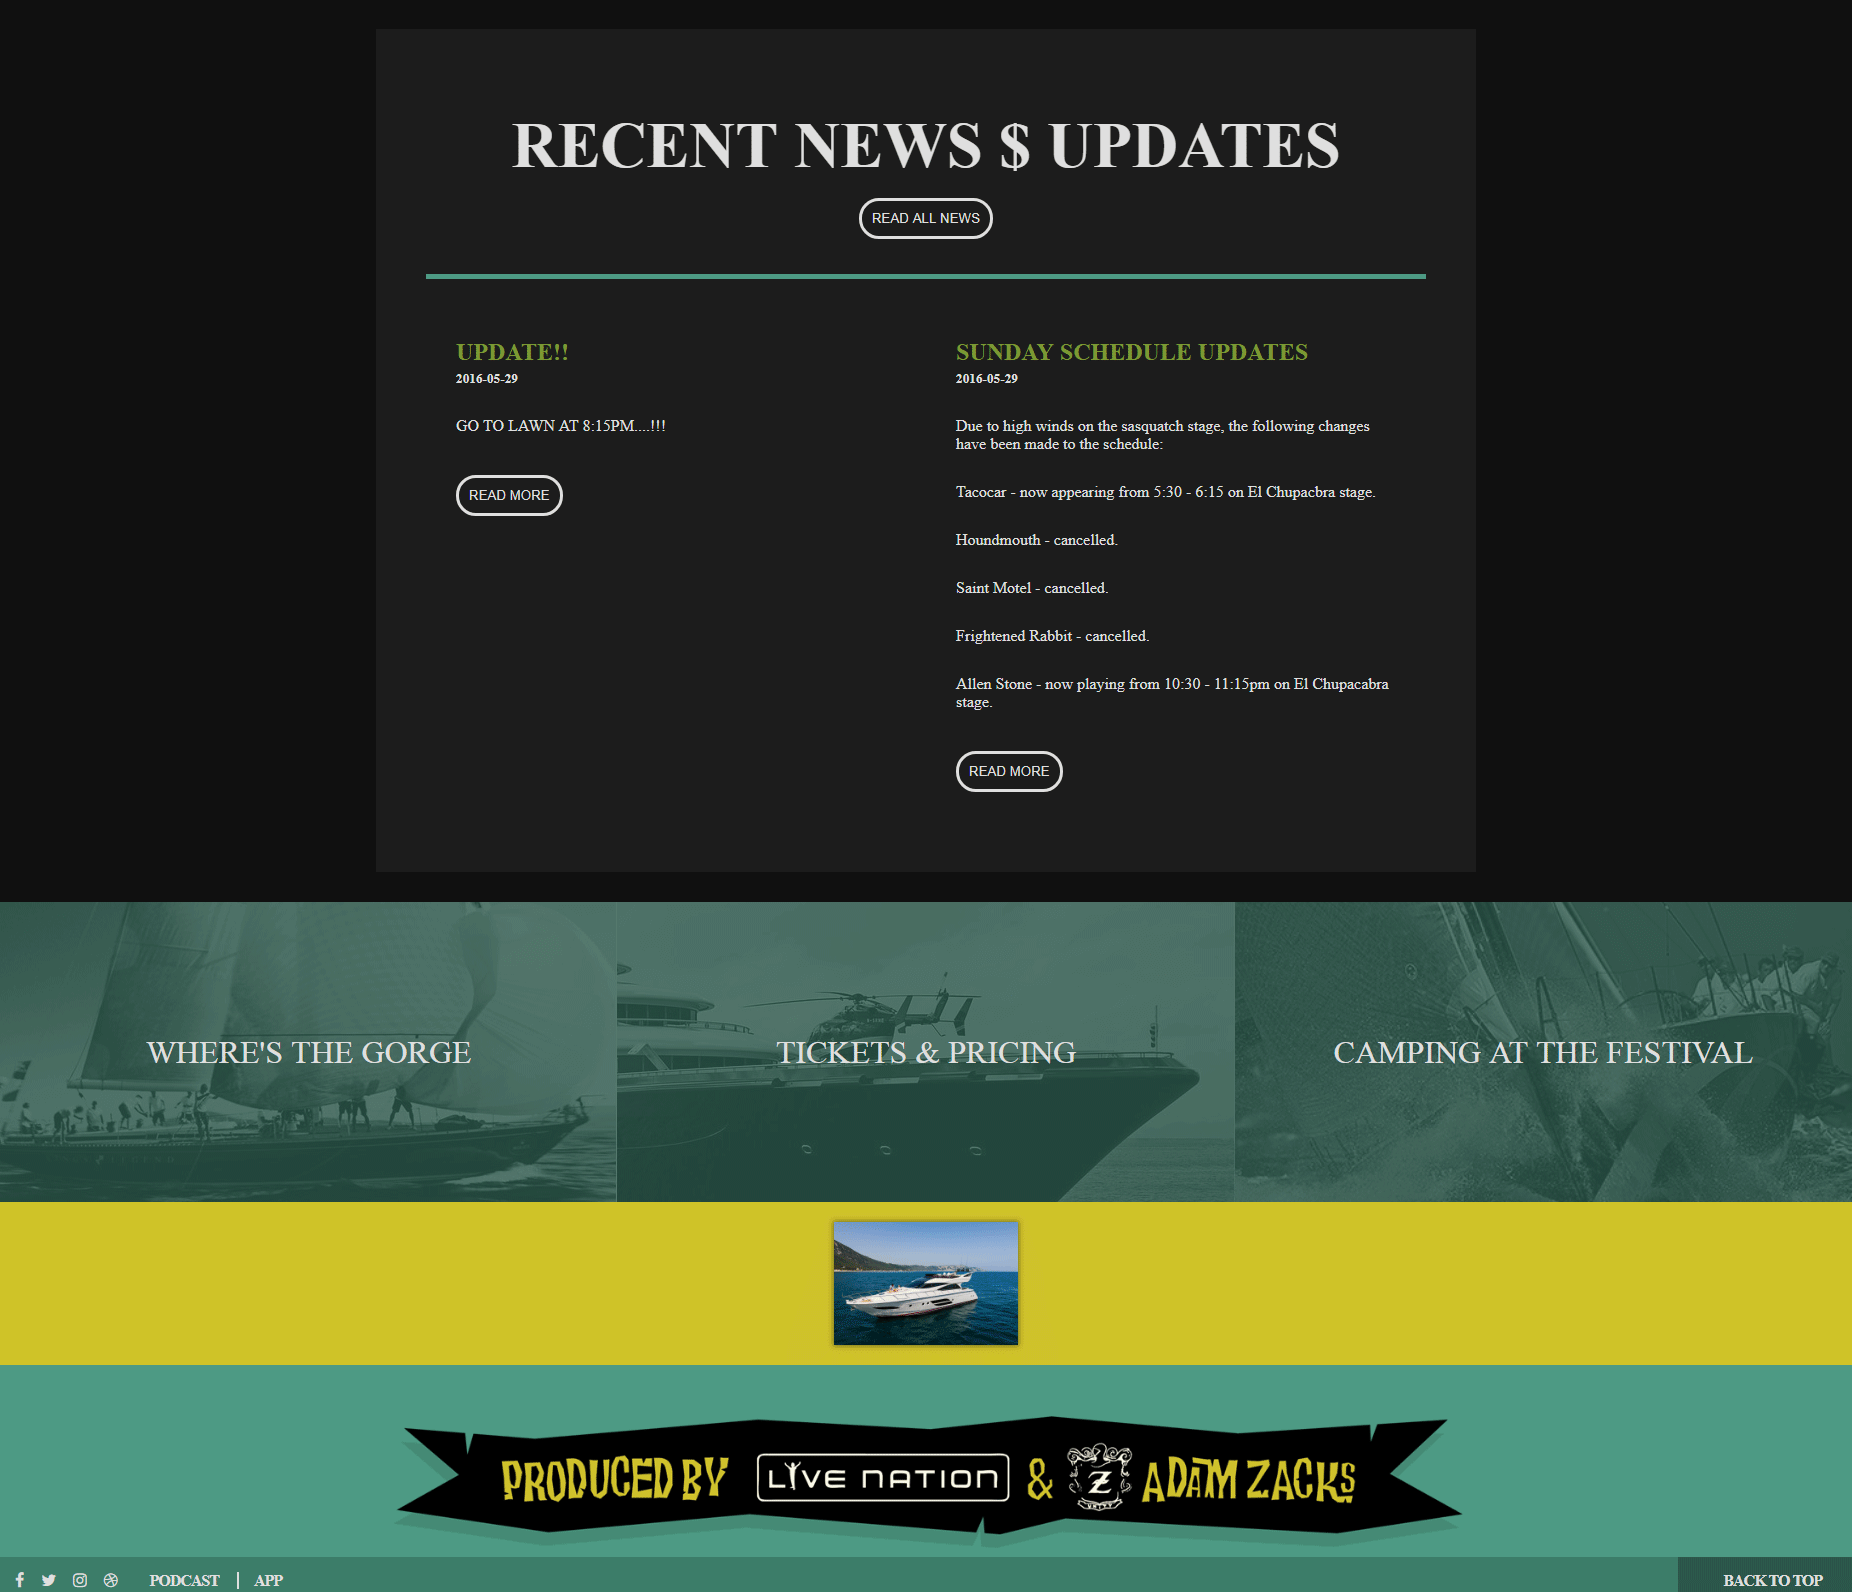 RECENT NEWS $ UPDATES
READ ALL NEWS
UPDATE!!
2016-05-29
GO TO LAWN AT 8:15PM....!!!
READ MORE
SUNDAY SCHEDULE UPDATES
2016-05-29
Due to high winds on the sasquatch stage, the following changes
have been made to the schedule:
Tacocar - now appearing from 5:30 - 6:15 on El Chupacbra stage.
Houndmouth - cancelled.
Saint Motel - cancelled.
Frightened Rabbit - cancelled.
Allen Stone - now playing from 10:30 - 11:15pm on El Chupacabra
stage.
READ MORE
WHERE'S THE GORGE
TICKETS & PRICING
CAMPING AT THE FESTIVAL
PRODUCED BY LIVE NATION & Z UNITY ADAM ZACKS
PODCAST | APP
BACK TO TOP